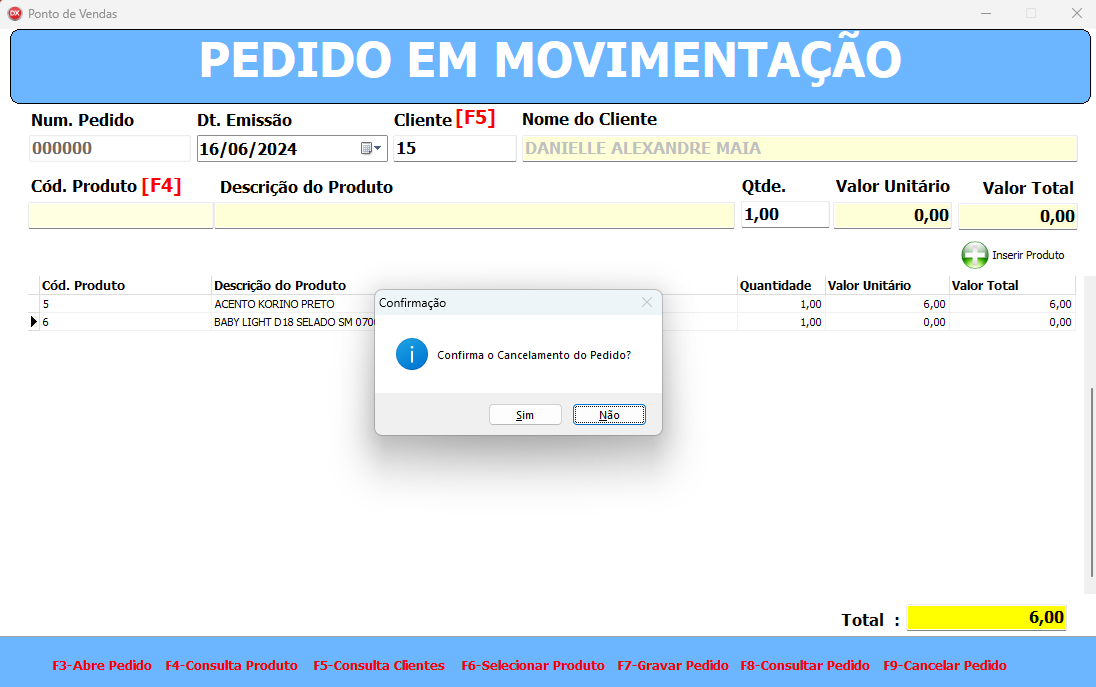 DX Ponto de Vendas
PEDIDO EM MOVIMENTAÇÃO
Num. Pedido Dt. Emissão Cliente [F5] Nome do Cliente
000000 16/06/2024 15 DANIELLE ALEXANDRE MAIA
Cód. Produto [F4] Descrição do Produto Qtde. Valor Unitário Valor Total
1,00 0,00 0,00
Inserir Produto
Cód. Produto Descrição do Produto Quantidade Valor Unitário Valor Total
5 ACENTO KORINO PRETO 1,00 6,00 6,00
6 BABY LIGHT D18 SELADO SM 070 1,00 0,00 0,00
Confirmação
i Confirma o Cancelamento do Pedido?
Sim Não
Total : 6,00
F3-Abre Pedido F4-Consulta Produto F5-Consulta Clientes F6-Selecionar Produto F7-Gravar Pedido F8-Consultar Pedido F9-Cancelar Pedido